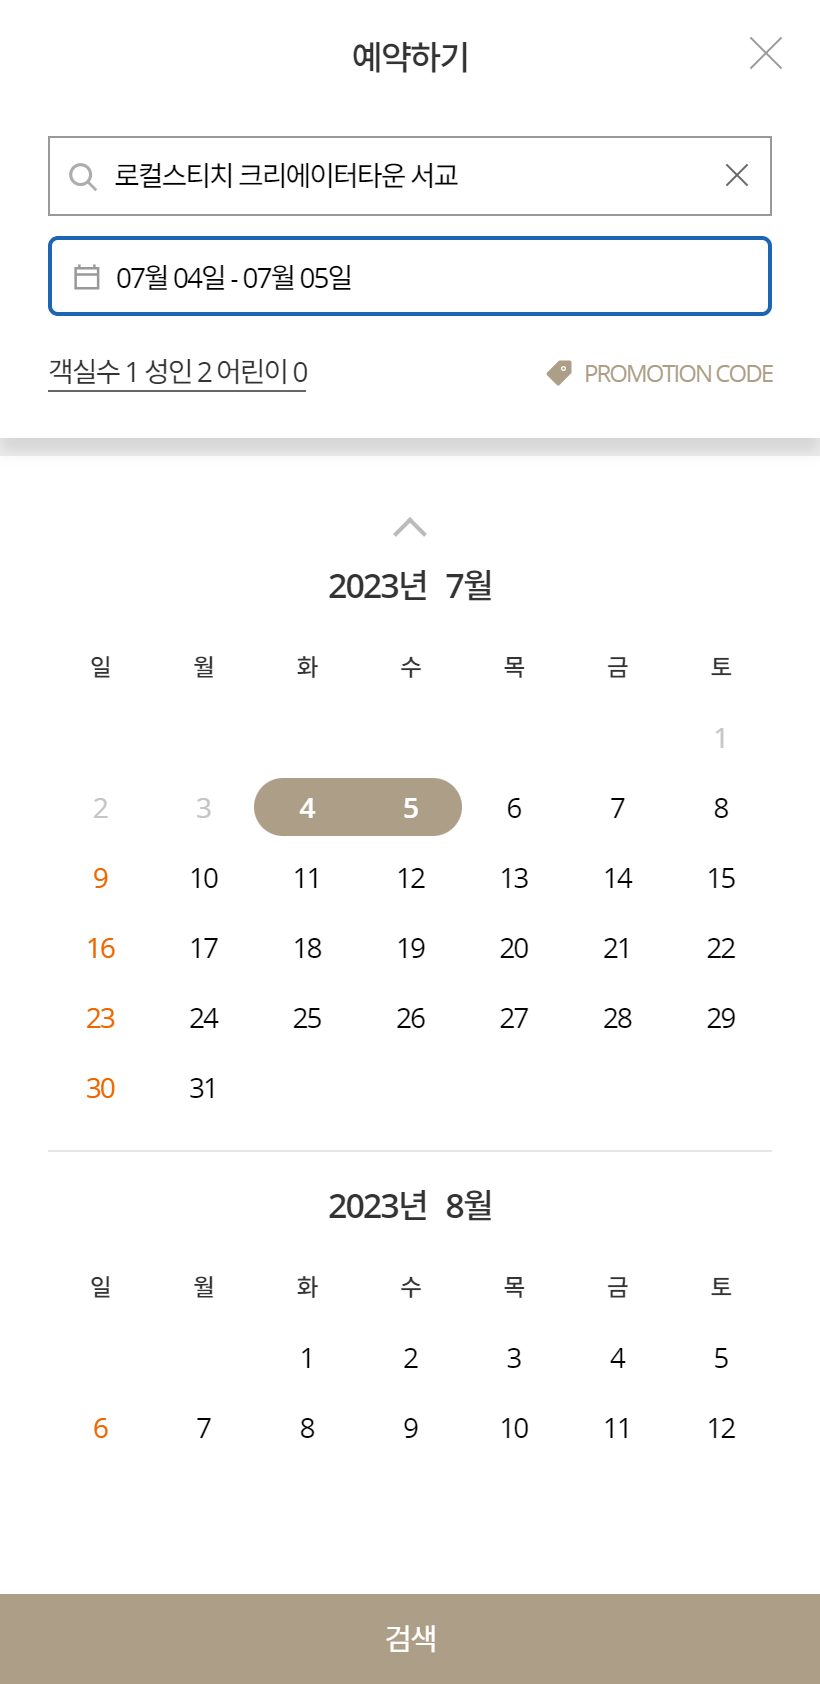 예약하기
로컬스티치 크리에이터타운 서교
07월 04일 - 07월 05일
객실수 1 성인 2 어린이 0 PROMOTION CODE
2023년 7월
일 월 화 수 목 금 토
1
2 3 4 5 6 7 8
9 10 11 12 13 14 15
16 17 18 19 20 21 22
23 24 25 26 27 28 29
30 31
2023년 8월
일 월 화 수 목 금 토
1 2 3 4 5
6 7 8 9 10 11 12
검색